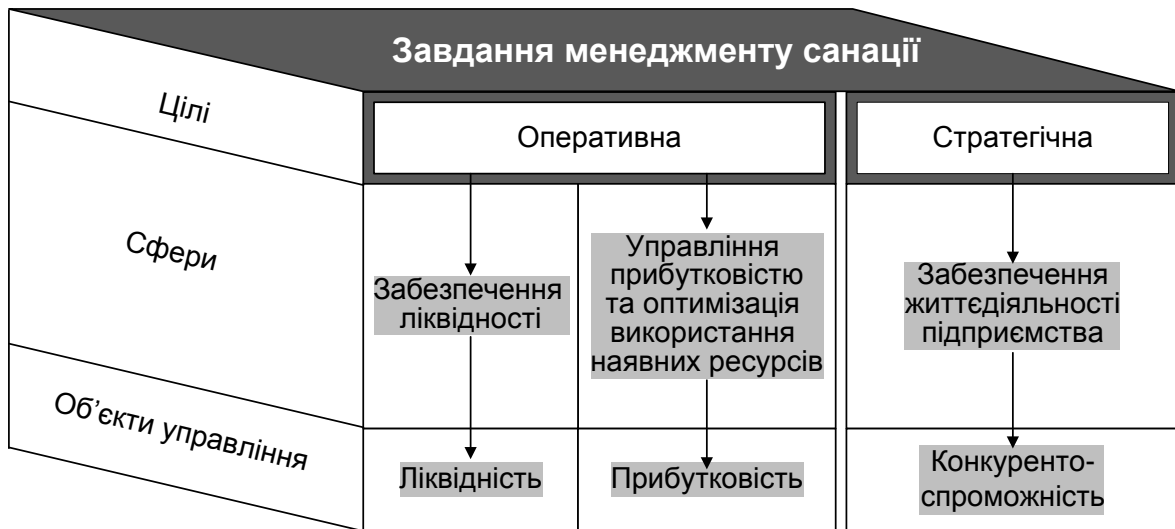 Завдання менеджменту санації
Цілі
Оперативна
Стратегічна
Сфери
Забезпечення
ліквідності
Управління
прибутковістю
та оптимізація
використання
наявних ресурсів
Забезпечення
життєдіяльності
підприємства
Об’єкти управління
Ліквідність
Прибутковість
Конкуренто-
спроможність